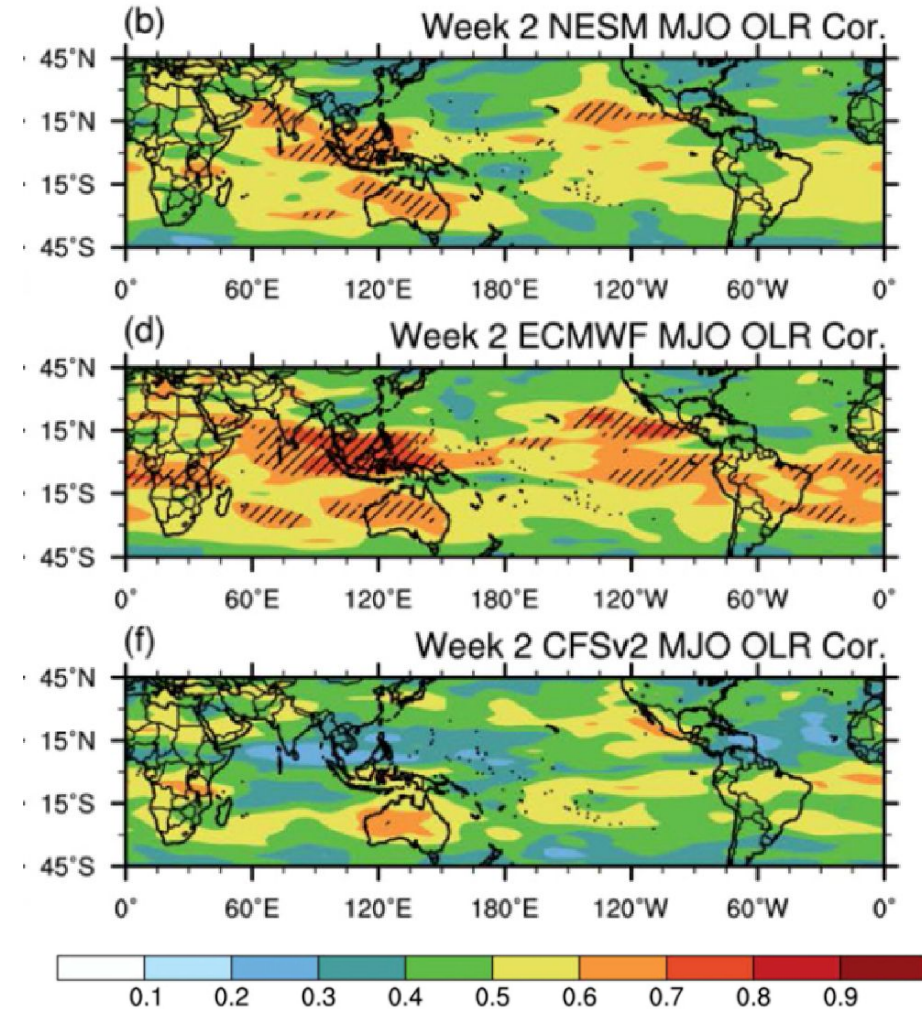 (b) Week 2 NESM MJO OLR Cor.
45°N
15°N
15°S
45°S
0° 60°E 120°E 180°E 120°W 60°W 0°
(d) Week 2 ECMWF MJO OLR Cor.
45°N
15°N
15°S
45°S
0° 60°E 120°E 180°E 120°W 60°W 0°
(f) Week 2 CFSv2 MJO OLR Cor.
45°N
15°N
15°S
45°S
0° 60°E 120°E 180°E 120°W 60°W 0°
0.1 0.2 0.3 0.4 0.5 0.6 0.7 0.8 0.9